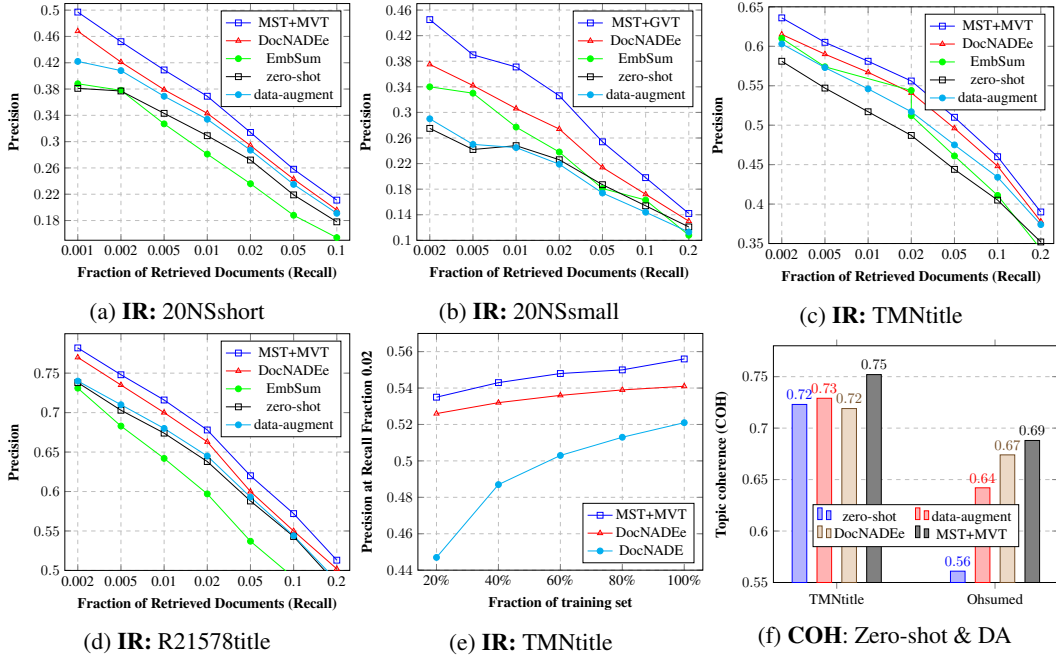 0.5
0.46
0.42
0.38
0.34
0.3
0.26
0.22
0.18
Precision
0.001 0.002 0.005 0.01 0.02 0.05 0.1
Fraction of Retrieved Documents (Recall)
MST+MVT
DocNADEe
EmbSum
zero-shot
data-augment
(a) IR: 20NSshort
0.46
0.42
0.38
0.34
0.3
0.26
0.22
0.18
0.14
0.1
Precision
0.002 0.005 0.01 0.02 0.05 0.1 0.2
Fraction of Retrieved Documents (Recall)
MST+GVT
DocNADEe
EmbSum
zero-shot
data-augment
(b) IR: 20NSsmall
0.65
0.6
0.55
0.5
0.45
0.4
0.35
Precision
0.002 0.005 0.01 0.02 0.05 0.1 0.2
Fraction of Retrieved Documents (Recall)
MST+MVT
DocNADEe
EmbSum
zero-shot
data-augment
(c) IR: TMNtitle
0.75
0.7
0.65
0.6
0.55
0.5
Precision
0.002 0.005 0.01 0.02 0.05 0.1 0.2
Fraction of Retrieved Documents (Recall)
MST+MVT
DocNADEe
EmbSum
zero-shot
data-augment
(d) IR: R21578title
0.56
0.54
0.52
0.5
0.48
0.46
0.44
Precision at Recall Fraction 0.02
20% 40% 60% 80% 100%
Fraction of training set
MST+MVT
DocNADEe
DocNADE
(e) IR: TMNtitle
0.75
0.7
0.65
0.6
0.55
Topic coherence (COH)
0.72 0.73 0.72 0.75
0.56 0.64 0.67 0.69
zero-shot data-augment
DocNADEe MST+MVT
TMNtitle Ohsumed
(f) COH: Zero-shot & DA